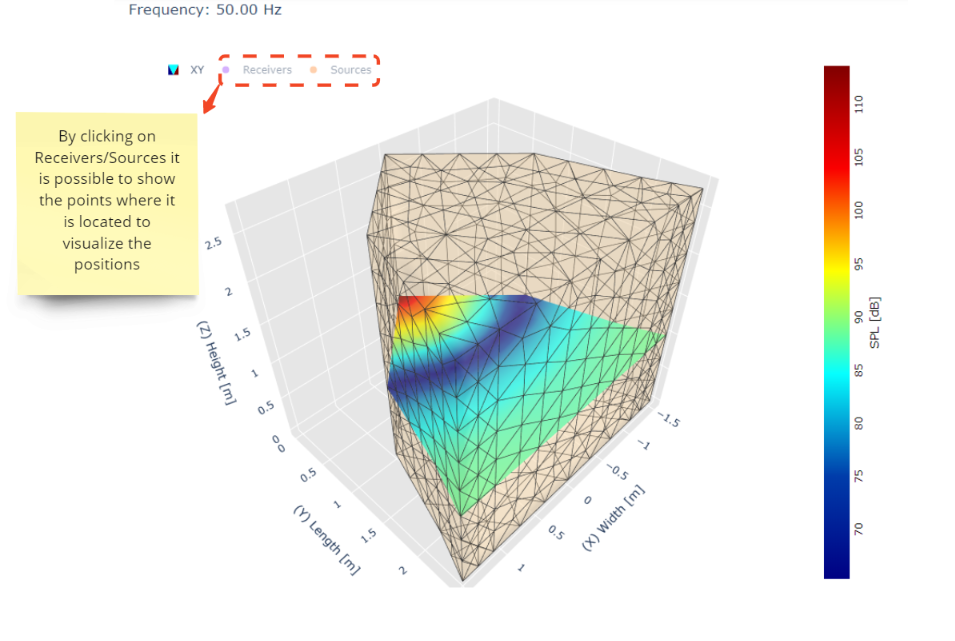 Frequency: 50.00 Hz
XY Receivers Sources
By clicking on
Receivers/Sources it
is possible to show
the points where it
is located to
visualize the
positions
110
105
100
95
90
85
80
75
70
SPL [dB]
2.5
2
1.5
1
0.5
0
(Z) Height [m]
0
0.5
1
1.5
2
(Y) Length [m]
−1.5
−1
−0.5
0
0.5
1
(X) Width [m]